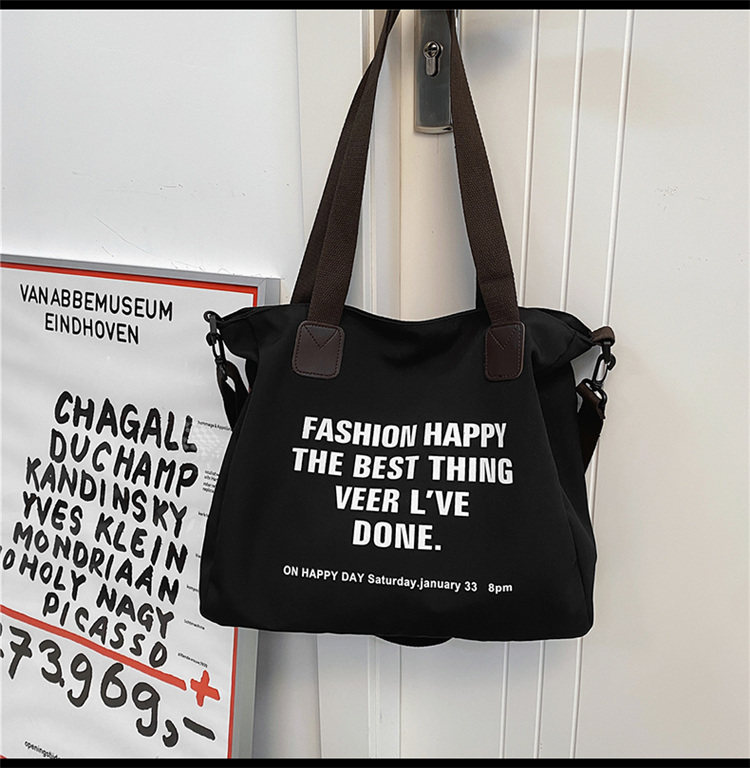 VANABBEMUSEUM
EINDHOVEN
CHAGALL
DUCHAMP
KANDINSKY
YVES KLEIN
MONDRIAAN
HOLY NAGY
PICASSO
73.969,-
+
FASHION HAPPY
THE BEST THING
VEER L'VE
DONE.
ON HAPPY DAY Saturday.january 33 8pm